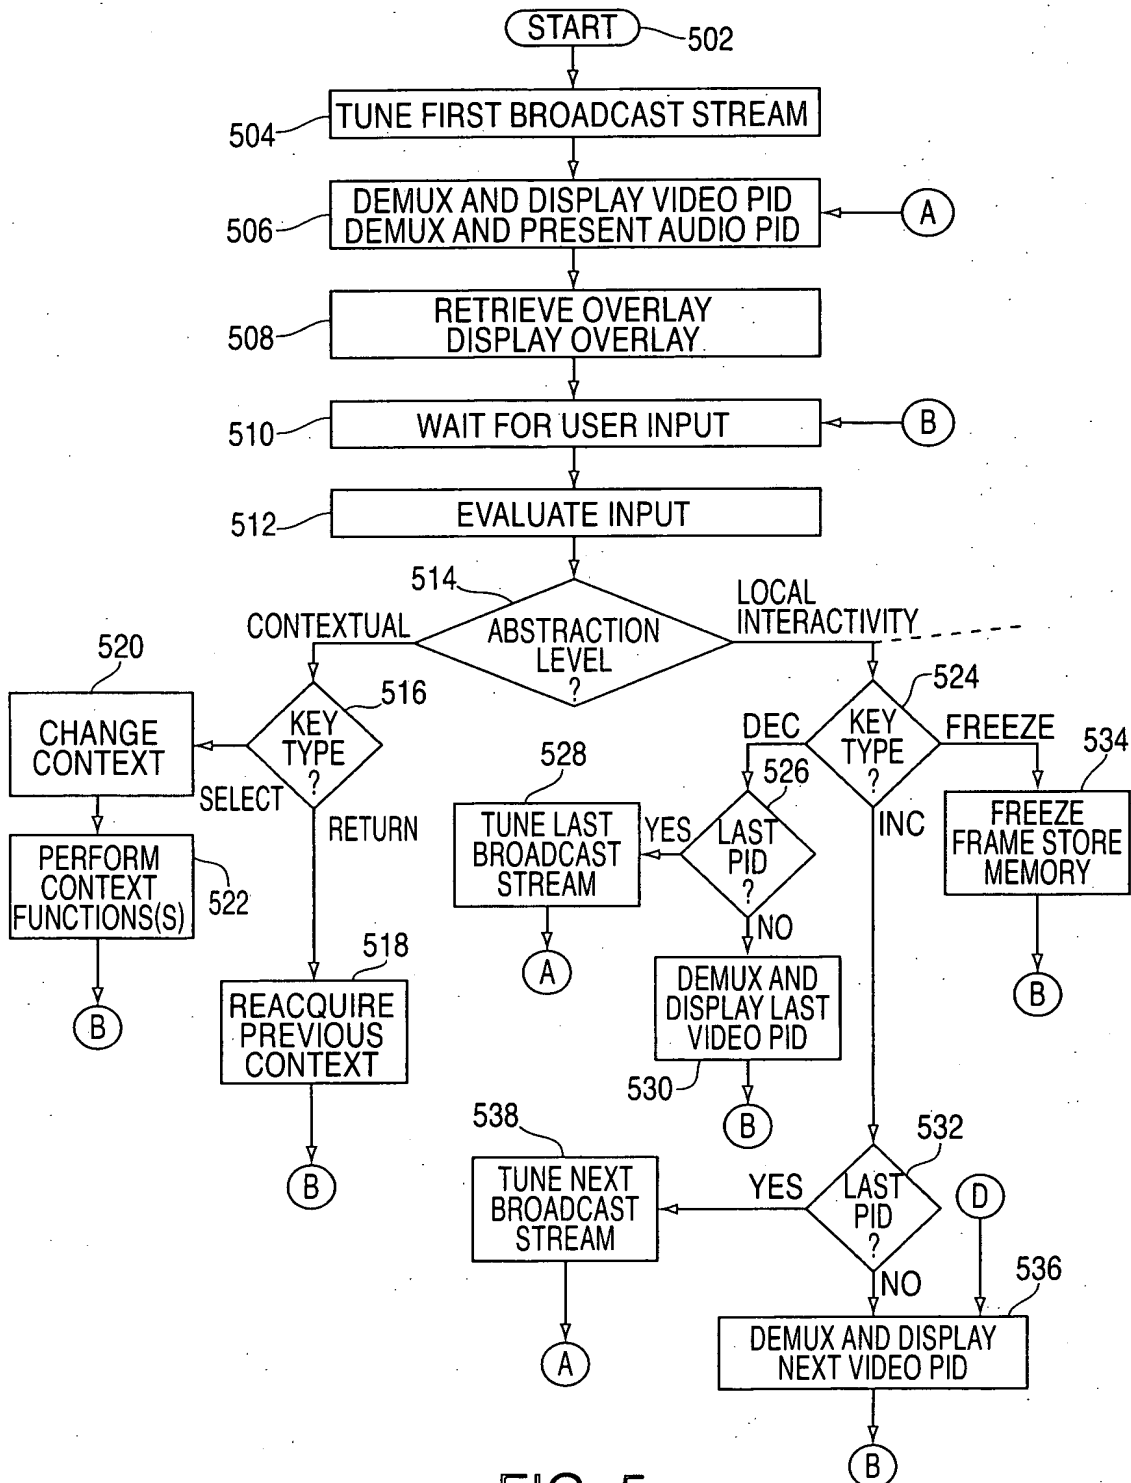 START
502
TUNE FIRST BROADCAST STREAM
504
DEMUX AND DISPLAY VIDEO PID
DEMUX AND PRESENT AUDIO PID
506
A
RETRIEVE OVERLAY
DISPLAY OVERLAY
508
WAIT FOR USER INPUT
510
B
EVALUATE INPUT
512
514
ABSTRACTION
LEVEL
?
CONTEXTUAL
LOCAL
INTERACTIVITY
520
CHANGE
CONTEXT
516
KEY
TYPE
?
SELECT
RETURN
PERFORM
CONTEXT
FUNCTIONS(S)
522
B
518
REACQUIRE
PREVIOUS
CONTEXT
B
524
KEY
TYPE
?
DEC
FREEZE
INC
534
FREEZE
FRAME STORE
MEMORY
B
526
LAST
PID
?
YES
NO
528
TUNE LAST
BROADCAST
STREAM
A
DEMUX AND
DISPLAY LAST
VIDEO PID
530
B
532
LAST
PID
?
YES
NO
538
TUNE NEXT
BROADCAST
STREAM
A
D
536
DEMUX AND DISPLAY
NEXT VIDEO PID
B
FIG. 5